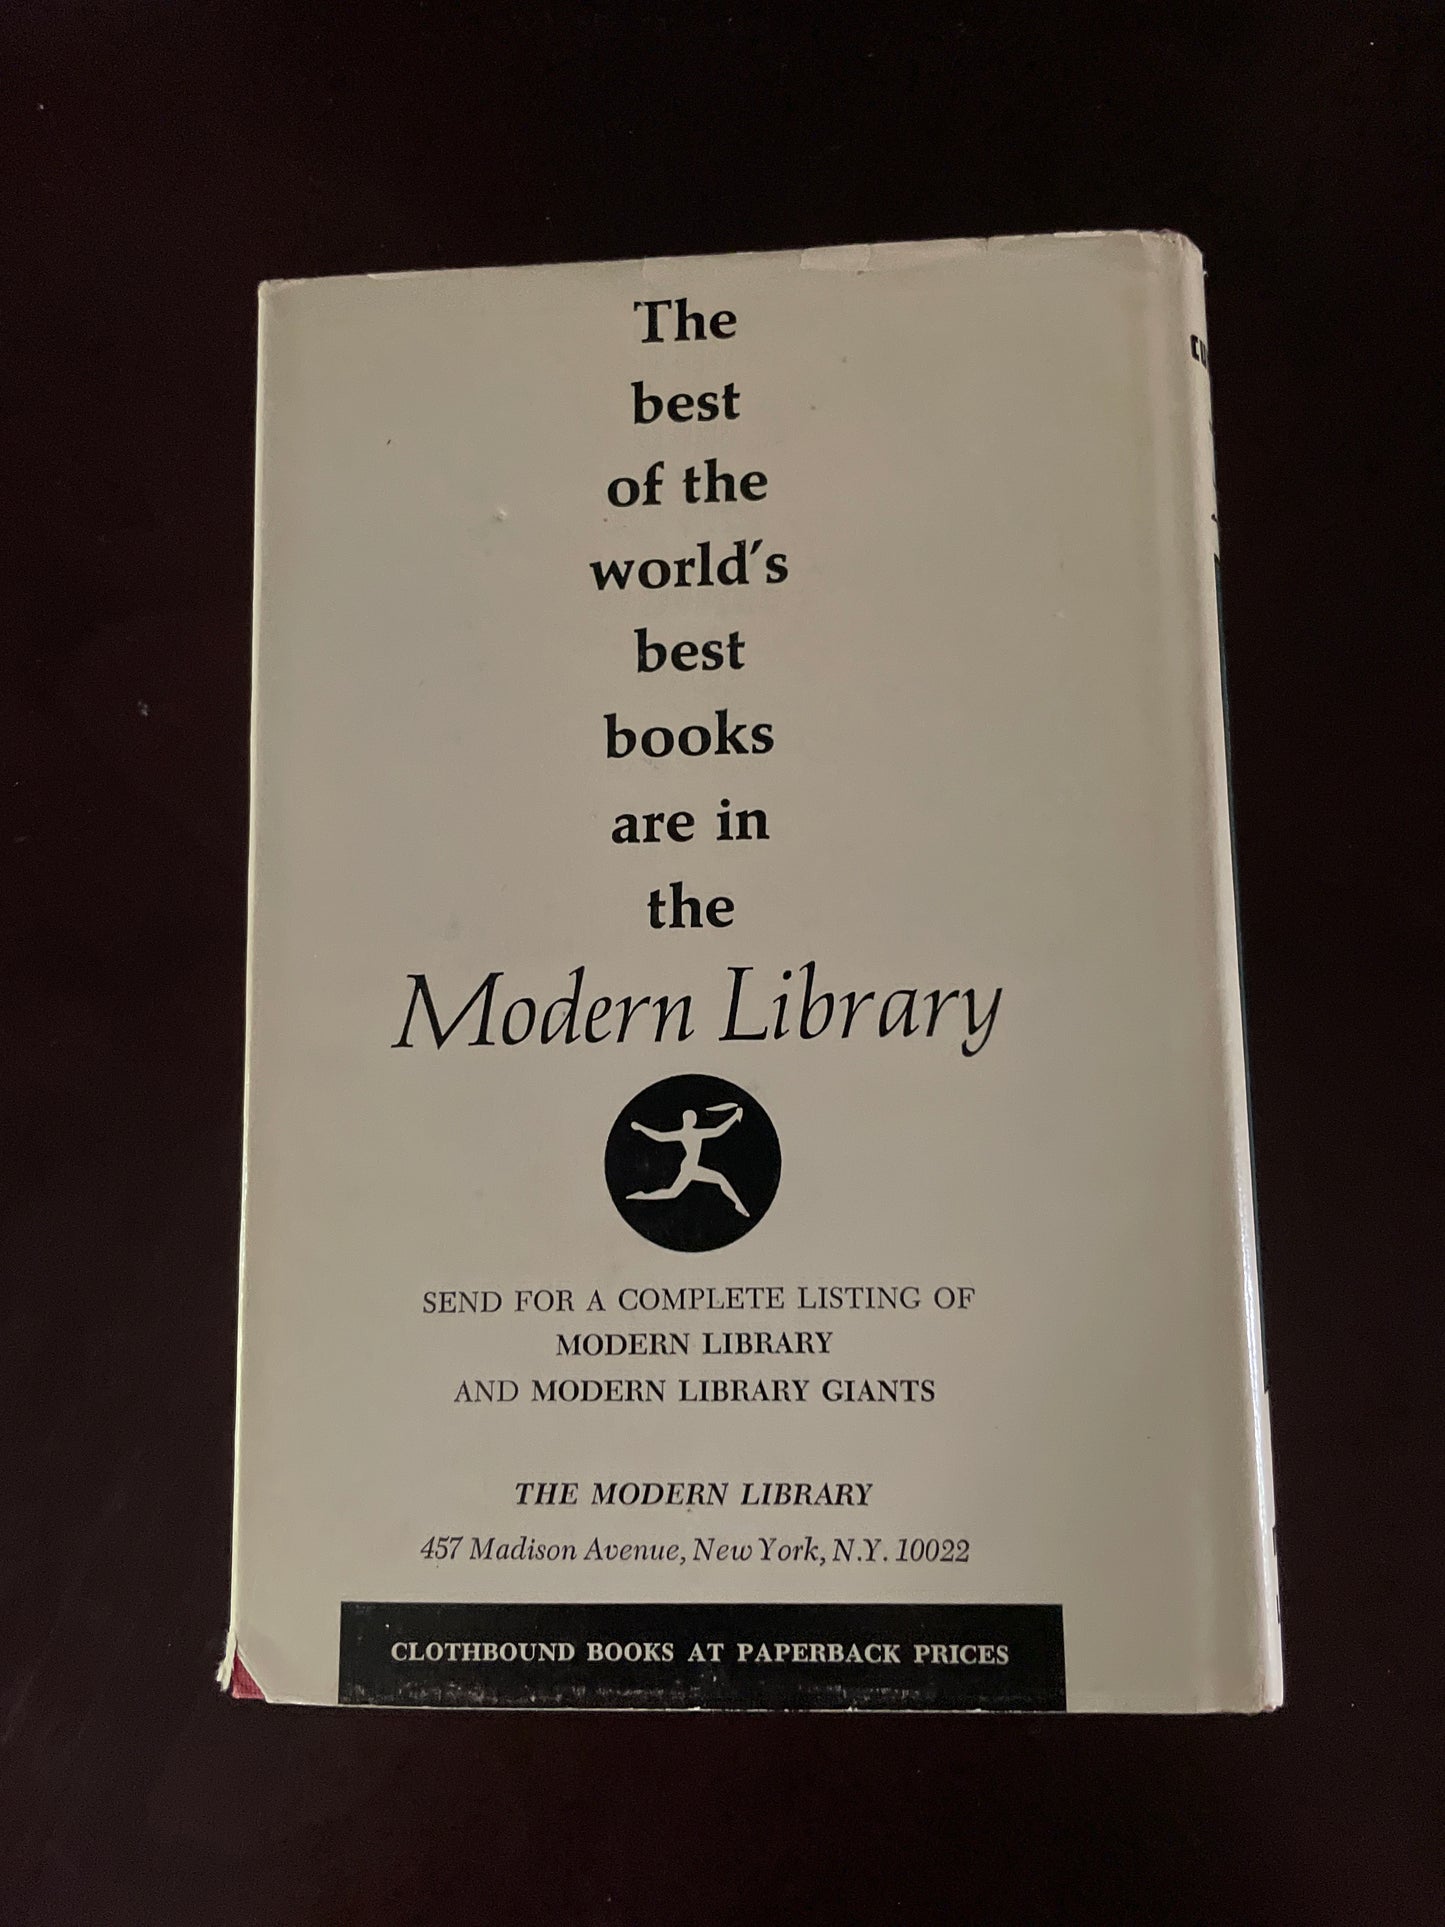 The
best
of the
world's
best
books
are in
the
Modern Library
SEND FOR A COMPLETE LISTING OF
MODERN LIBRARY
AND MODERN LIBRARY GIANTS
THE MODERN LIBRARY
457 Madison Avenue, New York, N.Y. 10022
CLOTHBOUND BOOKS AT PAPERBACK PRICES